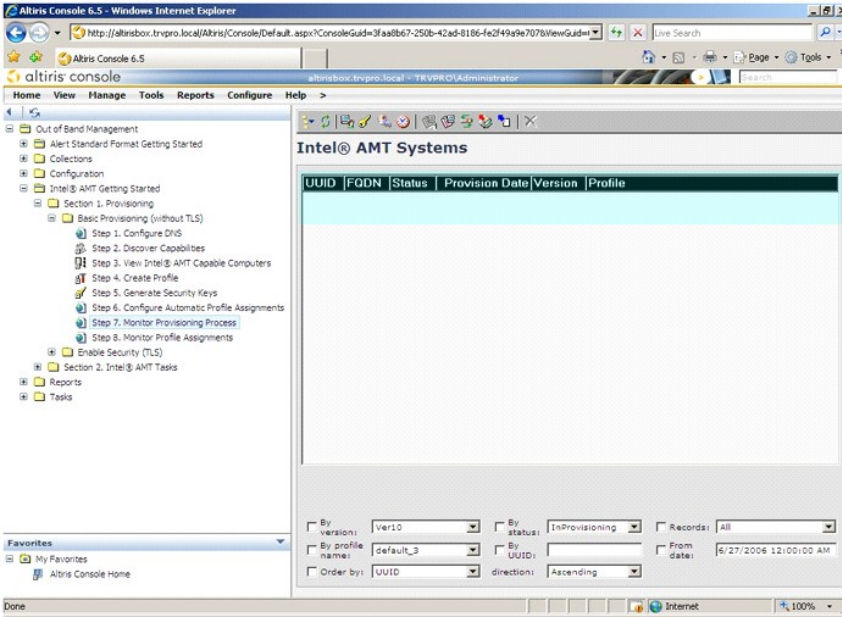 Altiris Console 6.5 - Windows Internet Explorer
http://altirisbox.trvpro.local/Altiris/Console/Default.aspx?ConsoleGuid=3faa8b67-250b-42ad-8186-fe2f49a9e707&ViewGuid=
Live Search
Altiris Console 6.5
Page
Tools
altiris console
altirisbox.trvpro.local - TRVPRO\Administrator
Search
Home View Manage Tools Reports Configure Help >
Out of Band Management
Alert Standard Format Getting Started
Collections
Configuration
Intel® AMT Getting Started
Section 1. Provisioning
Basic Provisioning (without TLS)
Step 1. Configure DNS
Step 2. Discover Capabilities
Step 3. View Intel® AMT Capable Computers
Step 4. Create Profile
Step 5. Generate Security Keys
Step 6. Configure Automatic Profile Assignments
Step 7. Monitor Provisioning Process
Step 8. Monitor Profile Assignments
Enable Security (TLS)
Section 2. Intel® AMT Tasks
Reports
Tasks
Favorites
My Favorites
Altiris Console Home
Intel® AMT Systems
UUID FQDN Status Provision Date Version Profile
By version: Ver10 By status: InProvisioning Records: All
By profile name: default_3 By UUID: From date: 6/27/2006 12:00:00 AM
Order by: UUID direction: Ascending
Done
Internet
100%